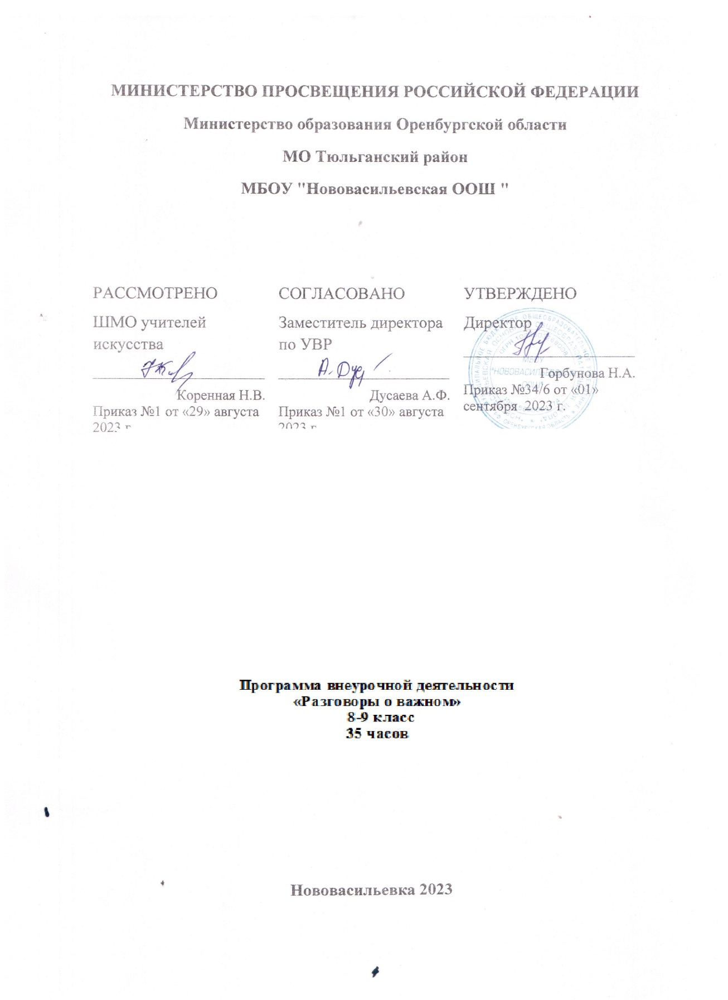 МИНИСТЕРСТВО ПРОСВЕЩЕНИЯ РОССИЙСКОЙ ФЕДЕРАЦИИ
Министерство образования Оренбургской области
МО Тюльганский район
МБОУ "Нововасильевская ООШ "
РАССМОТРЕНО
ШМО учителей
искусства
Коренная Н.В.
Приказ №1 от «29» августа
2023 г
СОГЛАСОВАНО
Заместитель директора
по УВР
А. Дус
Дусаева А.Ф.
Приказ №1 от «30» августа
2023 г
УТВЕРЖДЕНО
Директор
Горбунова Н.А.
Приказ №34/6 от «01»
сентября 2023 г.
МБОУ
Программа внеурочной деятельности
«Разговоры о важном»
8-9 класс
35 часов
Нововасильевка 2023